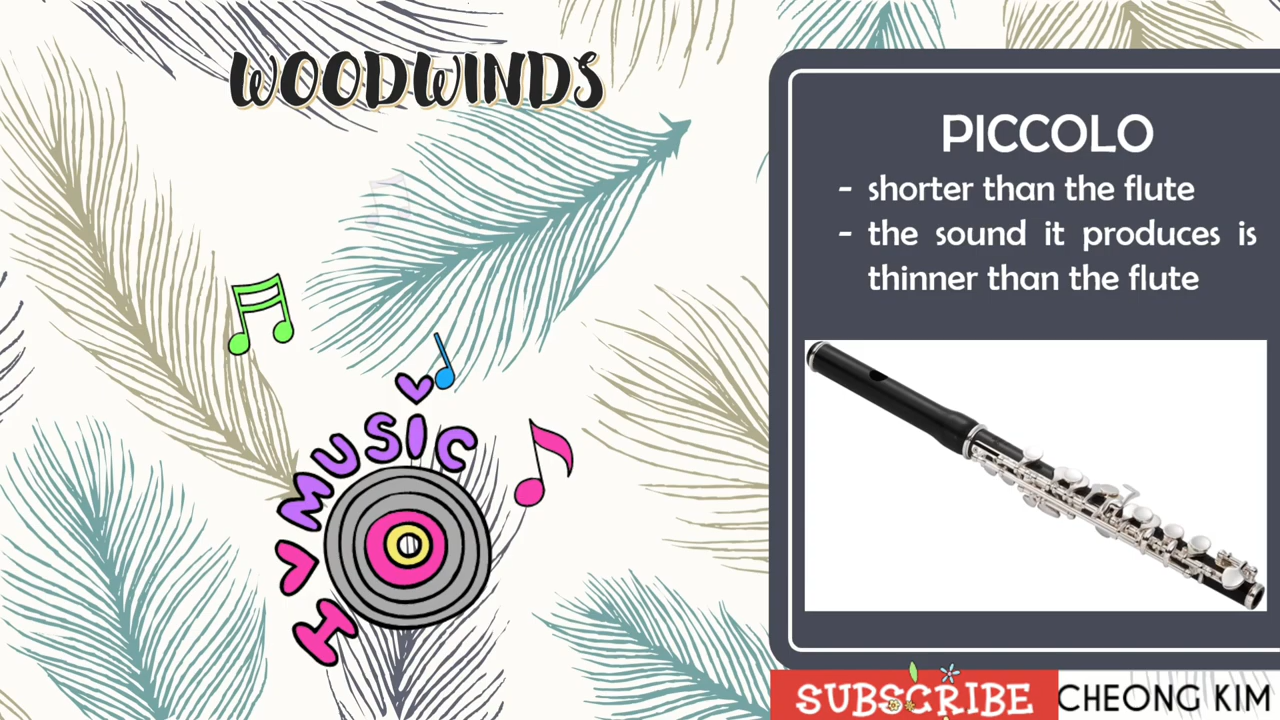 WOODWINDS
PICCOLO
- shorter than the flute
- the sound it produces is
thinner than the flute
I MUSIC
SUBSCRIBE CHEONG KIM